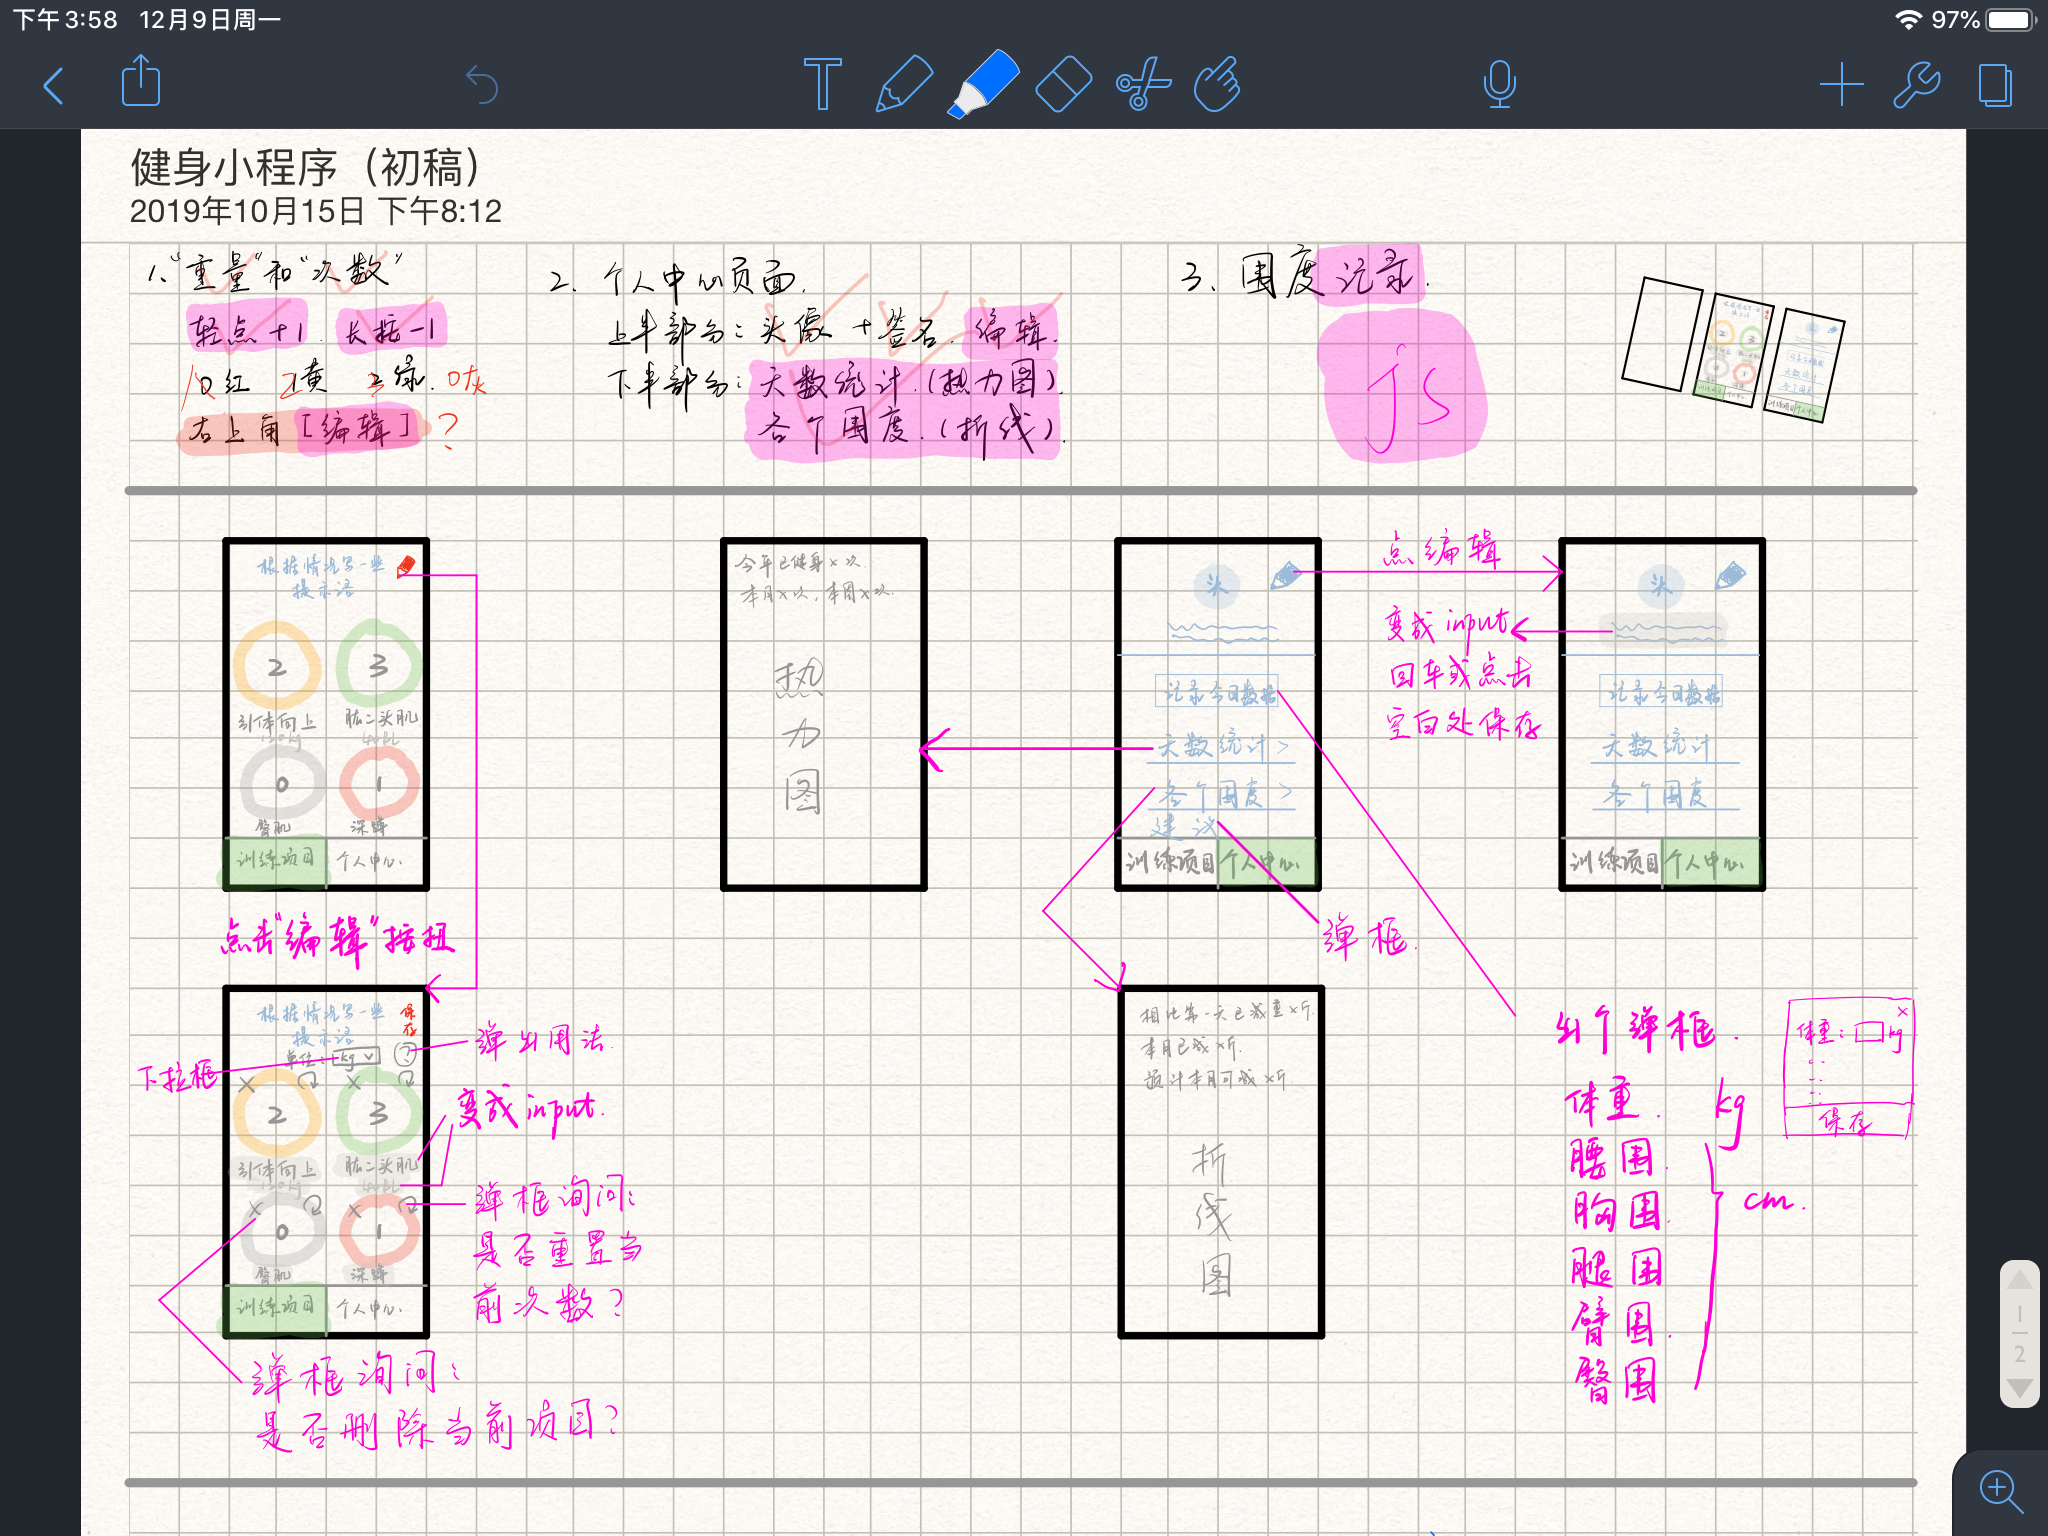 下午3:58 12月9日周一
97%
T
健身小程序（初稿）
2019年10月15日 下午8:12
1、"重量"和"次数"
轻点+1. 长按-1
0红 1黄 2绿. 0灰
1 2 3
右上角[编辑]?
2. 个人中心页面.
上半部分：头像+签名. 编辑.
下半部分：天数统计.(热力图).
各个围度.(折线).
3、围度记录.
js
根据情况写一些
提示语
2
3
引体向上
肱二头肌
0
1
臀肌
深蹲
训练项目
个人中心.
点击"编辑"按扭
今年已健身×次.
本月×次，本周×次.
热
力
图
头
记录今日数据
天数统计>
各个围度>
建议
训练项目
个人中心.
点编辑
变成input
回车或点击
空白处保存
头
记录今日数据
天数统计
各个围度
训练项目
个人中心.
弹框.
根据情况写一些
提示语
保存
单位：kg
?
下拉框
弹出用法.
2
3
变成input.
引体向上
肱二头肌
弹框询问：
是否重置当
前次数？
0
1
臀肌
深蹲
训练项目
个人中心.
弹框询问：
是否删除当前项目？
相比第一天已减重×斤.
本月已减×斤.
预计本月可减×斤.
折
线
图
出个弹框.
体重. kg
腰围.
胸围.
腿围
臂围.
臀围
cm.
×
体重： kg
保存
1
2